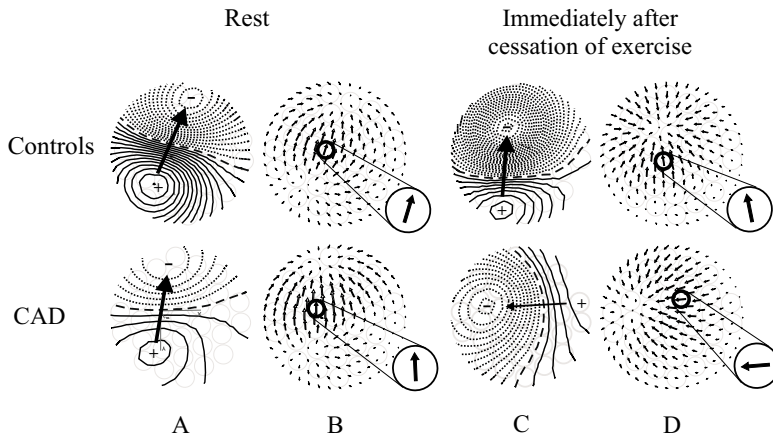 Rest
Immediately after
cessation of exercise
Controls
- + - +
CAD
- + - +
A B C D